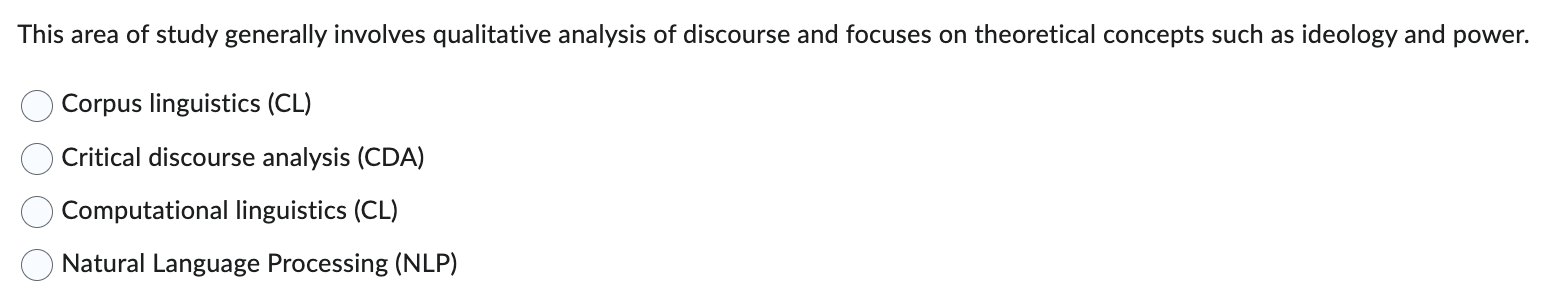 This area of study generally involves qualitative analysis of discourse and focuses on theoretical concepts such as ideology and power.
Corpus linguistics (CL)
Critical discourse analysis (CDA)
Computational linguistics (CL)
Natural Language Processing (NLP)